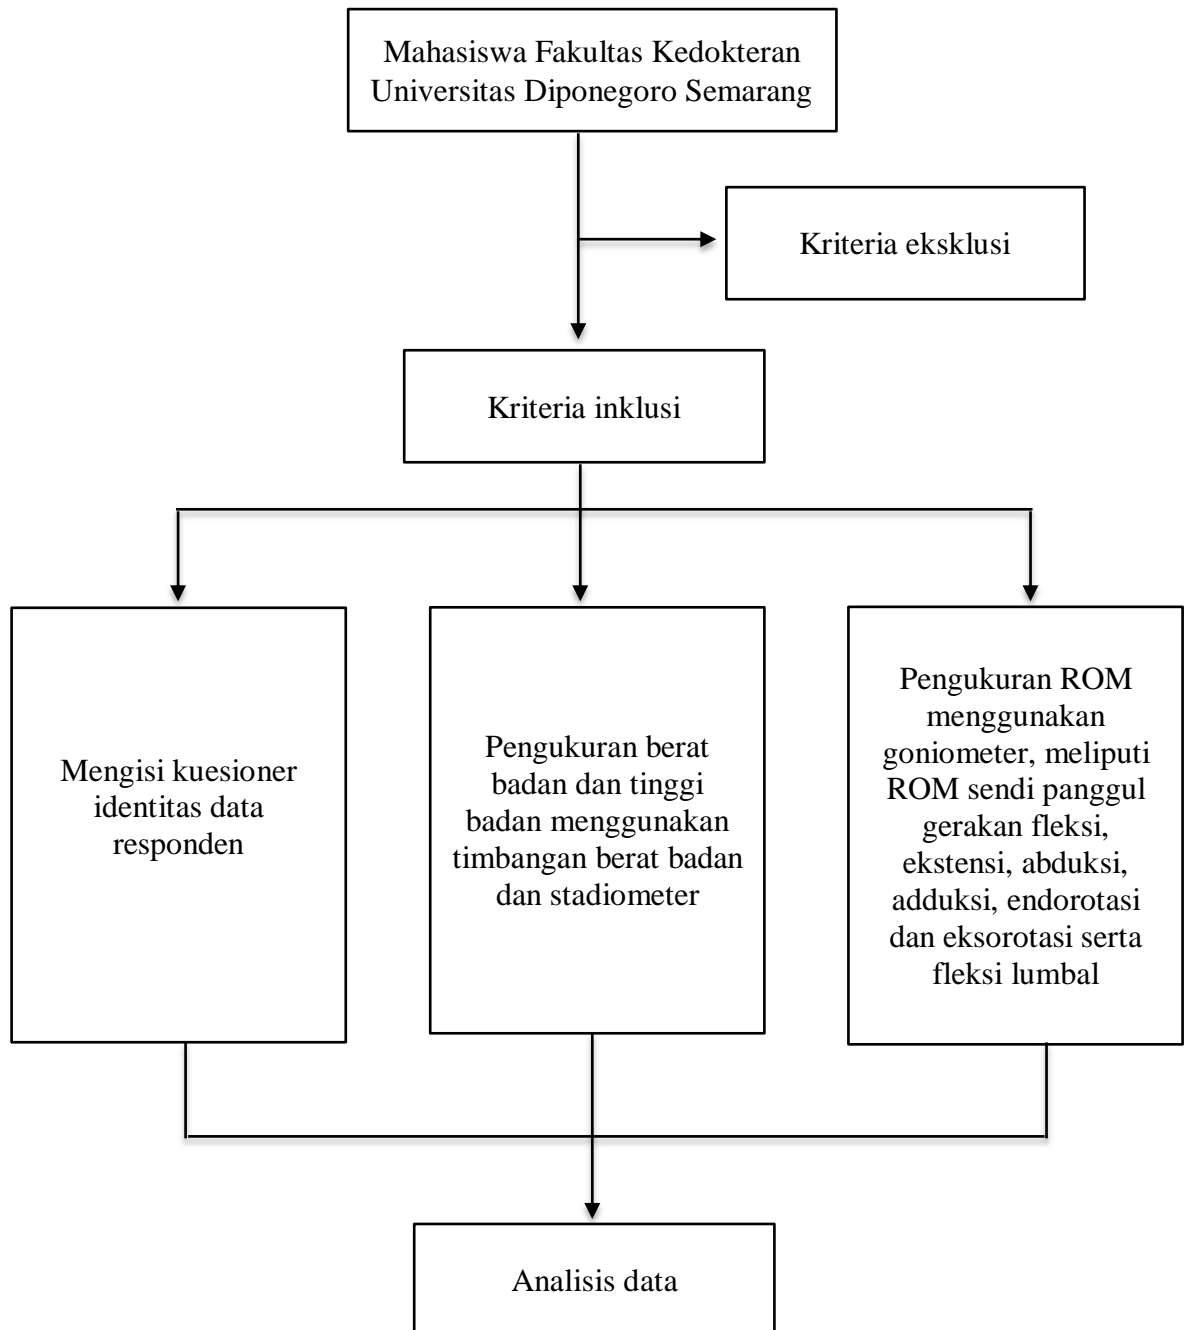 Mahasiswa Fakultas Kedokteran
Universitas Diponegoro Semarang
Kriteria eksklusi
Kriteria inklusi
Mengisi kuesioner
identitas data
responden
Pengukuran berat
badan dan tinggi
badan menggunakan
timbangan berat badan
dan stadiometer
Pengukuran ROM
menggunakan
goniometer, meliputi
ROM sendi panggul
gerakan fleksi,
ekstensi, abduksi,
adduksi, endorotasi
dan eksorotasi serta
fleksi lumbal
Analisis data